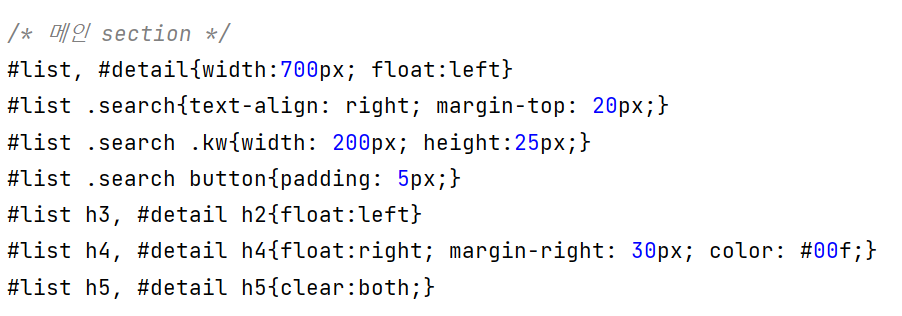 /* 메인 section */
#list, #detail{width:700px; float:left}
#list .search{text-align: right; margin-top: 20px;}
#list .search .kw{width: 200px; height:25px;}
#list .search button{padding: 5px;}
#list h3, #detail h2{float:left}
#list h4, #detail h4{float:right; margin-right: 30px; color: #00f;}
#list h5, #detail h5{clear:both;}